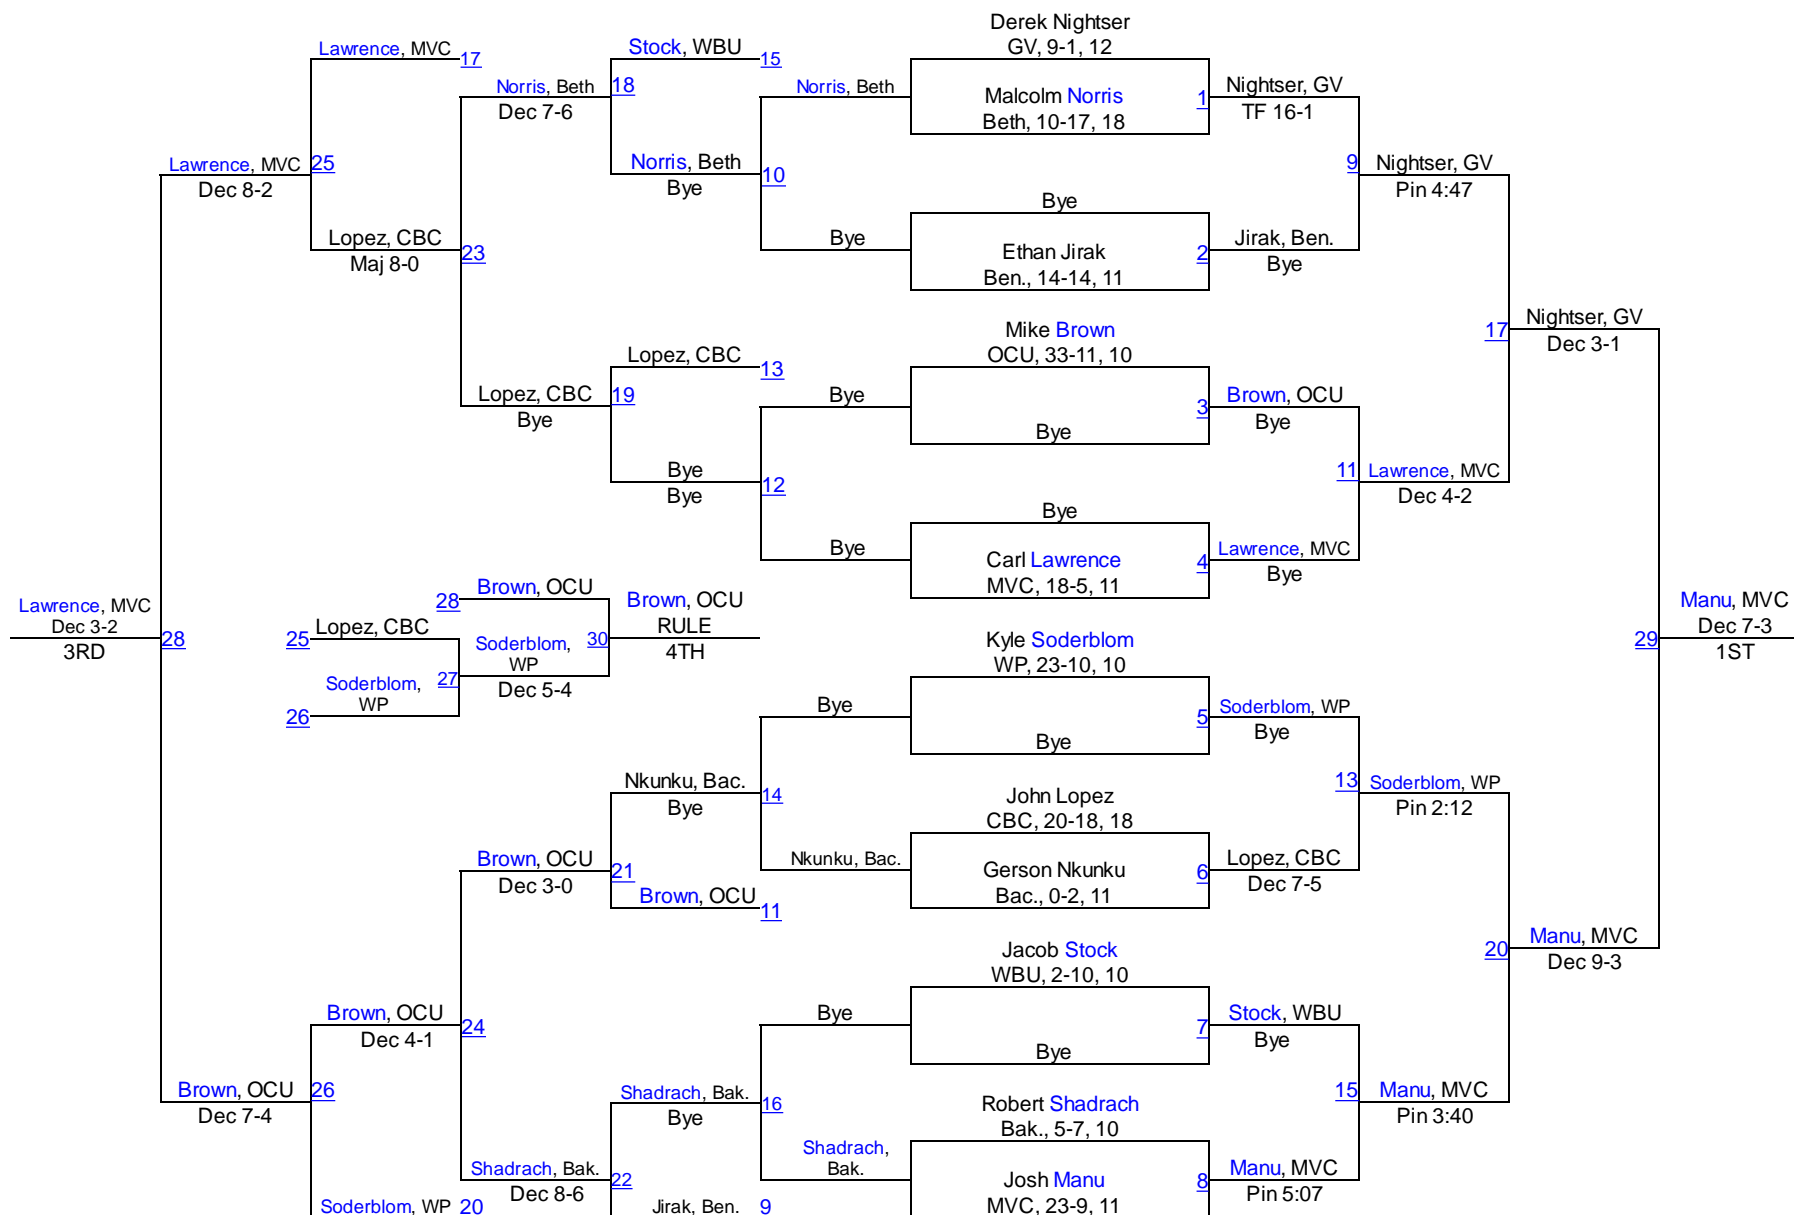 Derek Nightser
GV, 9-1, 12
Lawrence, MVC
17
Stock, WBU
15
Norris, Beth
18
Dec 7-6
Norris, Beth
Malcolm Norris
Beth, 10-17, 18
1
Nightser, GV
TF 16-1
Lawrence, MVC
25
Dec 8-2
Norris, Beth
10
Bye
9
Nightser, GV
Pin 4:47
Bye
Lopez, CBC
23
Maj 8-0
Bye
Ethan Jirak
Ben., 14-14, 11
2
Jirak, Ben.
Bye
Mike Brown
OCU, 33-11, 10
17
Nightser, GV
Dec 3-1
Lopez, CBC
13
Lopez, CBC
19
Bye
Bye
3
Brown, OCU
Bye
Bye
Bye
Bye
12
11
Lawrence, MVC
Dec 4-2
Bye
Bye
Carl Lawrence
MVC, 18-5, 11
4
Lawrence, MVC
Bye
Lawrence, MVC
Dec 3-2
3RD
28
28
Brown, OCU
Brown, OCU
RULE
4TH
30
25
Lopez, CBC
Soderblom,
WP
Dec 5-4
27
Soderblom,
WP
26
Kyle Soderblom
WP, 23-10, 10
29
Manu, MVC
Dec 7-3
1ST
Bye
5
Soderblom, WP
Bye
Bye
Nkunku, Bac.
14
Bye
John Lopez
CBC, 20-18, 18
13
Soderblom, WP
Pin 2:12
Brown, OCU
21
Dec 3-0
Nkunku, Bac.
Gerson Nkunku
Bac., 0-2, 11
6
Lopez, CBC
Dec 7-5
Brown, OCU
11
Jacob Stock
WBU, 2-10, 10
20
Manu, MVC
Dec 9-3
Brown, OCU
24
Dec 4-1
Bye
7
Stock, WBU
Bye
Bye
Brown, OCU
26
Dec 7-4
Shadrach, Bak.
16
Bye
Robert Shadrach
Bak., 5-7, 10
15
Manu, MVC
Pin 3:40
Shadrach, Bak.
22
Dec 8-6
Shadrach,
Bak.
Josh Manu
MVC, 23-9, 11
8
Manu, MVC
Pin 5:07
Soderblom, WP
20
Jirak, Ben.
9